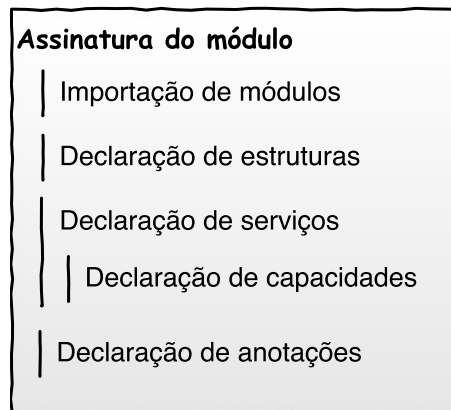 Assinatura do módulo
Importação de módulos
Declaração de estruturas
Declaração de serviços
Declaração de capacidades
Declaração de anotações